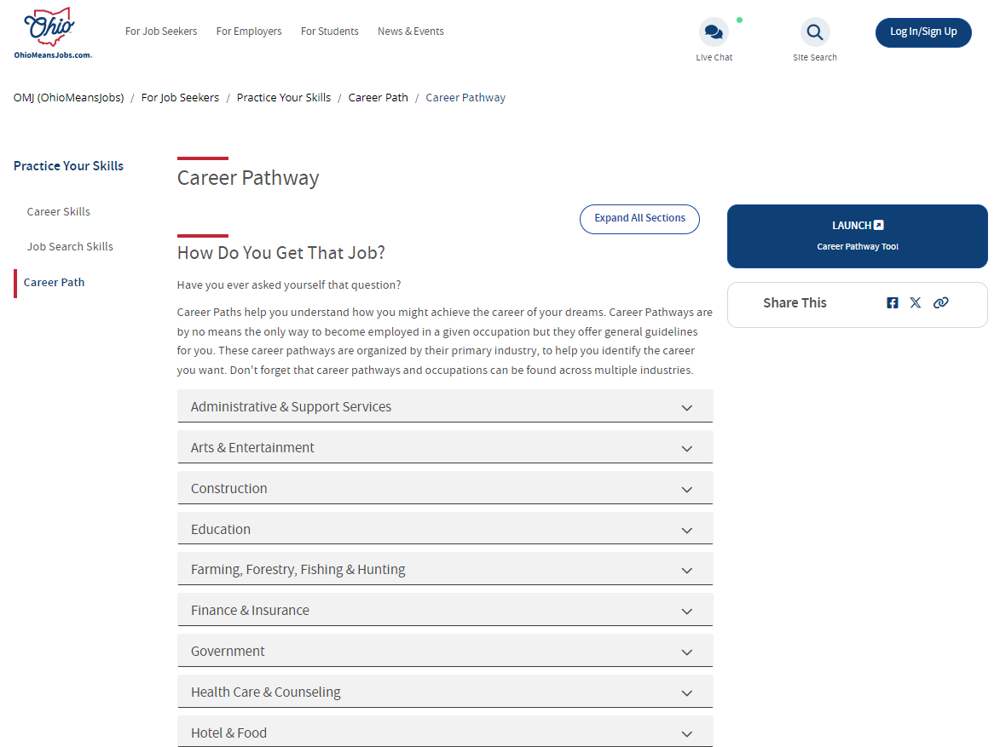 Ohio
OhioMeansJobs.com.
For Job Seekers
For Employers
For Students
News & Events
Live Chat
Site Search
Log In/Sign Up
OMJ (OhioMeansJobs) / For Job Seekers / Practice Your Skills / Career Path / Career Pathway
Practice Your Skills
Career Skills
Job Search Skills
Career Path
Career Pathway
Expand All Sections
How Do You Get That Job?
Have you ever asked yourself that question?
Career Paths help you understand how you might achieve the career of your dreams. Career Pathways are
by no means the only way to become employed in a given occupation but they offer general guidelines
for you. These career pathways are organized by their primary industry, to help you identify the career
you want. Don't forget that career pathways and occupations can be found across multiple industries.
Administrative & Support Services
Arts & Entertainment
Construction
Education
Farming, Forestry, Fishing & Hunting
Finance & Insurance
Government
Health Care & Counseling
Hotel & Food
LAUNCH
Career Pathway Tool
Share This